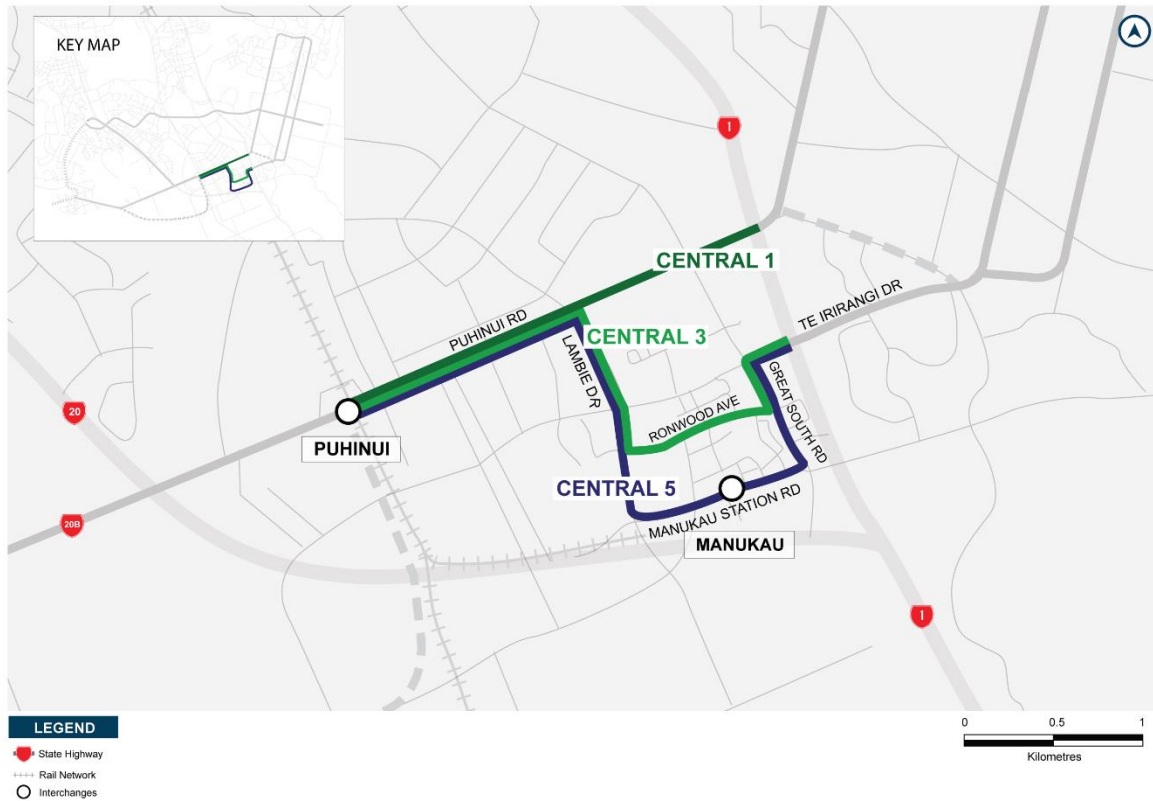 KEY MAP
1
CENTRAL 1
TE IRIRANGI DR
PUHINUI RD
CENTRAL 3
LAMBIE DR
GREAT SOUTH RD
RONWOOD AVE
20
PUHINUI
CENTRAL 5
MANUKAU STATION RD
20B
MANUKAU
1
LEGEND
State Highway
Rail Network
Interchanges
0 0.5 1
Kilometres